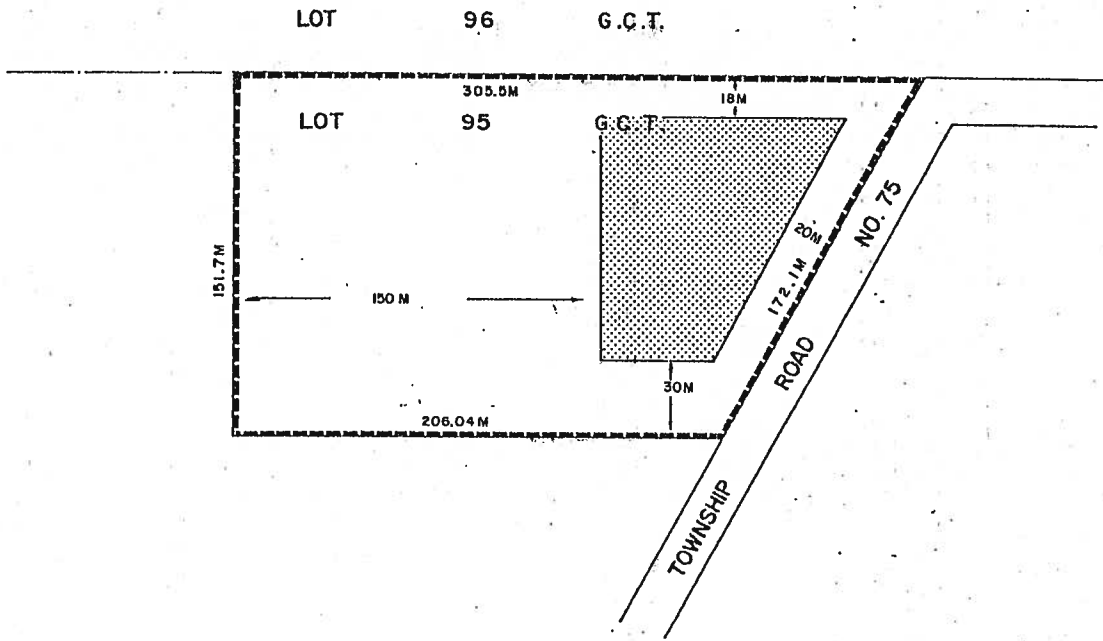 LOT 96 G.C.T.
305.5M
18M
LOT 95 G.C.T.
151.7M
150 M
20M
172.1M
30M
206.04M
TOWNSHIP ROAD NO. 75